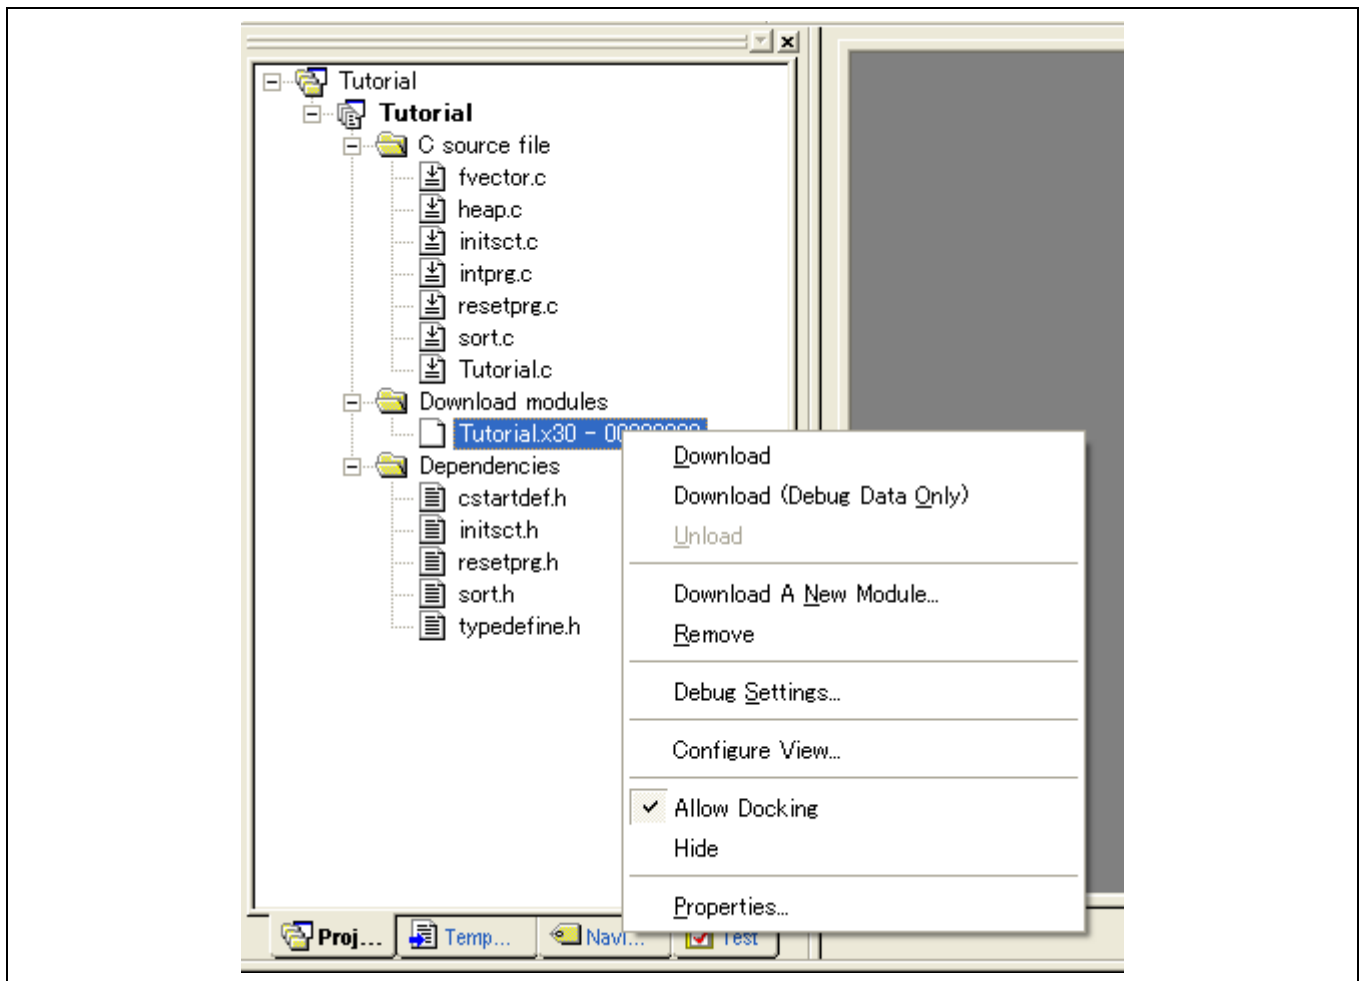 Tutorial
Tutorial
C source file
fvector.c
heap.c
initsct.c
intprg.c
resetprg.c
sort.c
Tutorial.c
Download modules
Tutorial.x30 - 00000000
Dependencies
cstartdef.h
initsct.h
resetprg.h
sort.h
typedefine.h
Download
Download (Debug Data Only)
Unload
Download A New Module...
Remove
Debug Settings...
Configure View...
Allow Docking
Hide
Properties...
Proj...
Temp...
Navi...
Test